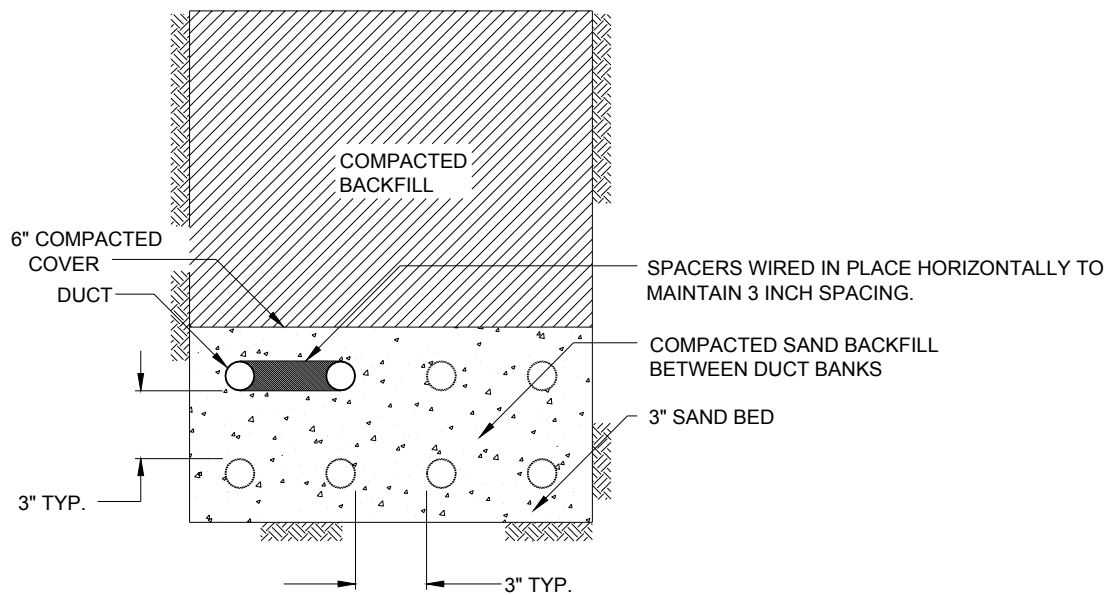 COMPACTED
BACKFILL
6" COMPACTED
COVER
DUCT
SPACERS WIRED IN PLACE HORIZONTALLY TO
MAINTAIN 3 INCH SPACING.
COMPACTED SAND BACKFILL
BETWEEN DUCT BANKS
3" SAND BED
3" TYP.
3" TYP.